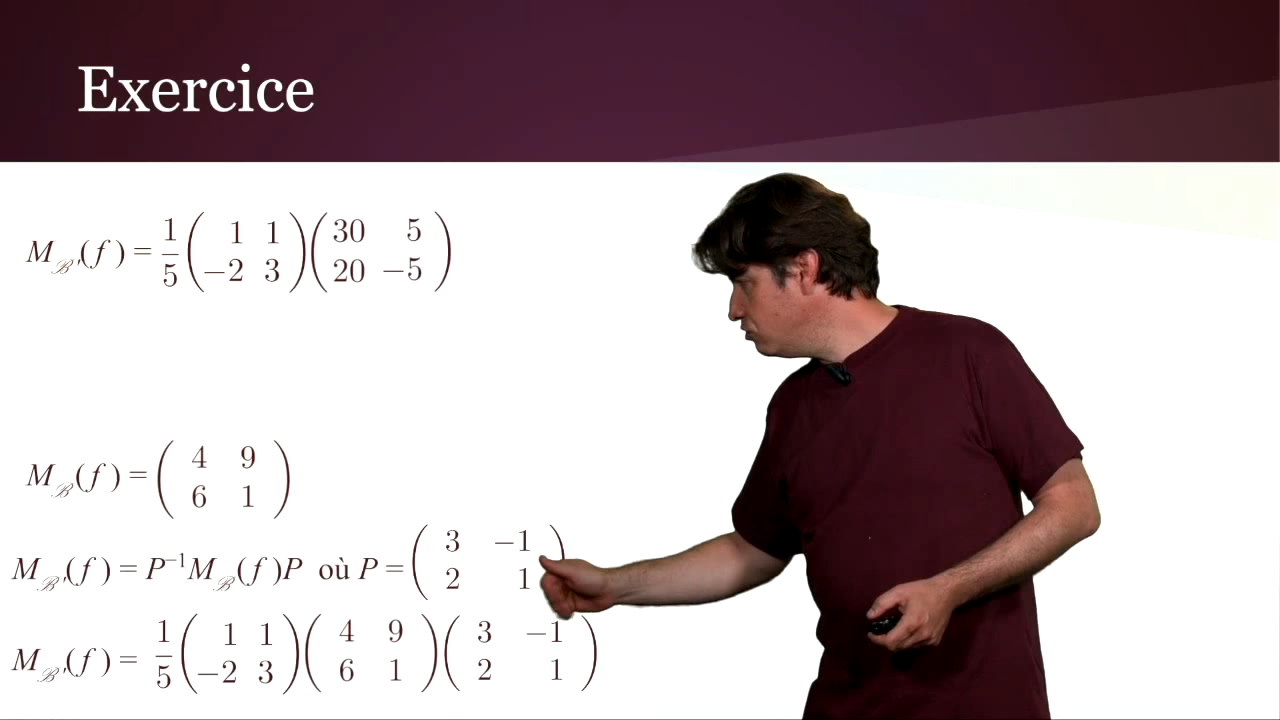 Exercice
M_ℬ'(f) = 1/5 ( 1 1 ; −2 3 ) ( 30 5 ; 20 −5 )
M_ℬ(f) = ( 4 9 ; 6 1 )
M_ℬ'(f) = P⁻¹M_ℬ(f)P où P = ( 3 −1 ; 2 1 )
M_ℬ'(f) = 1/5 ( 1 1 ; −2 3 ) ( 4 9 ; 6 1 ) ( 3 −1 ; 2 1 )